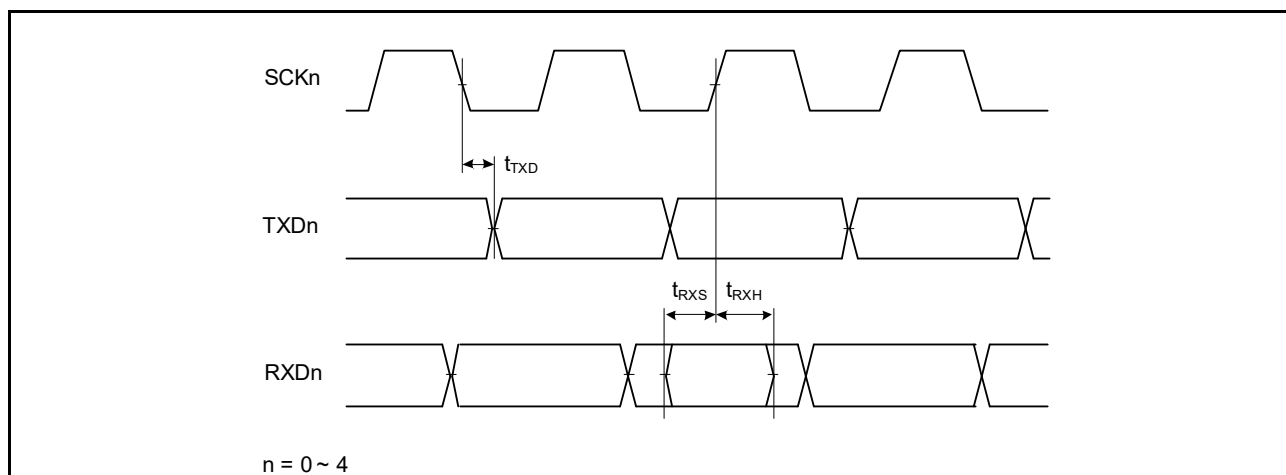 SCKn
tTXD
TXDn
tRXS tRXH
RXDn
n = 0 ~ 4